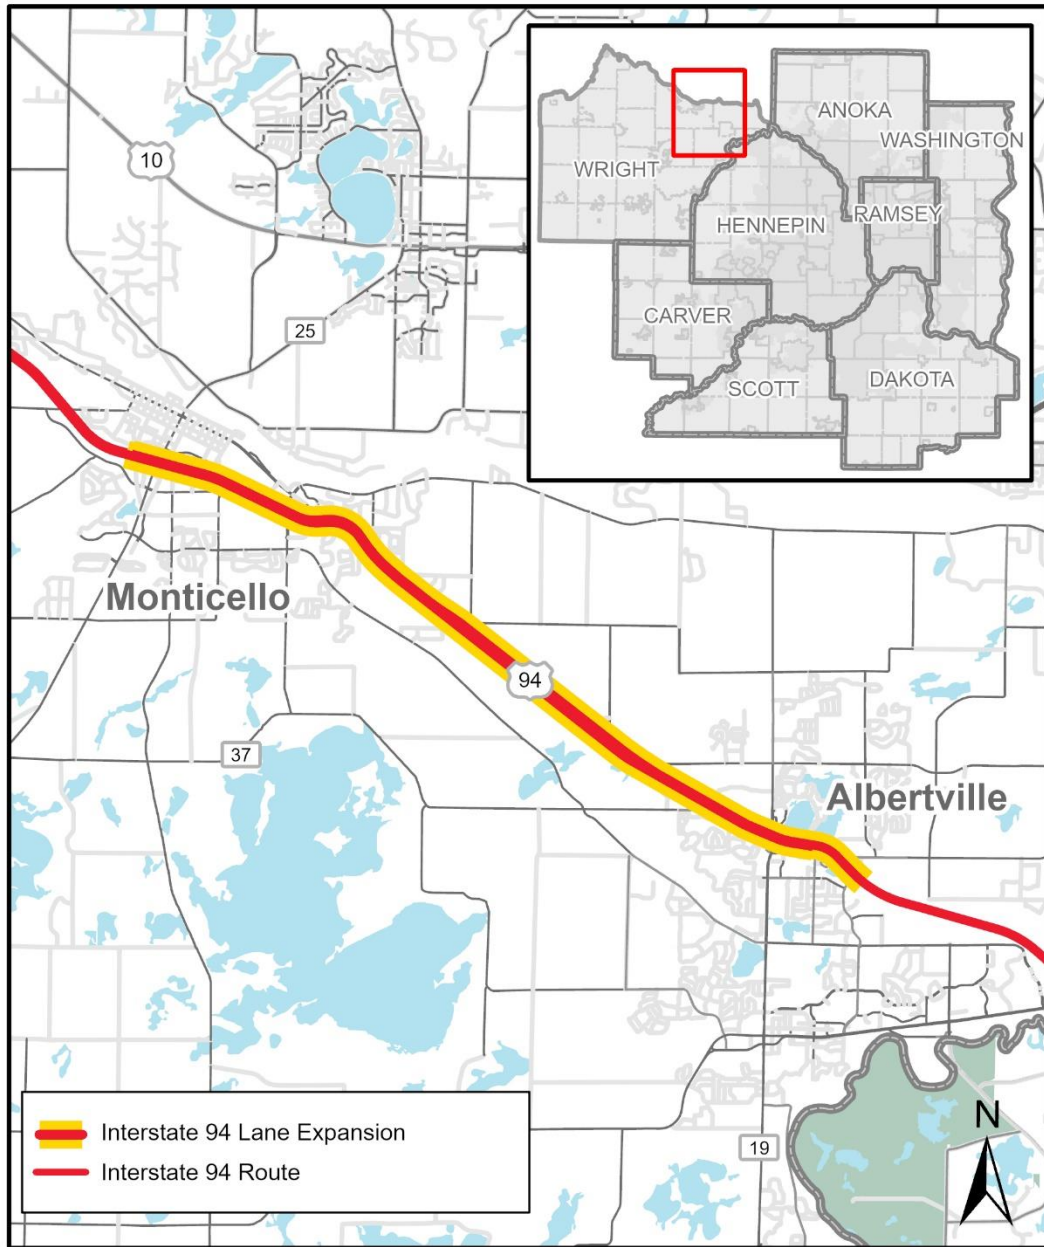 10
25
ANOKA
WASHINGTON
WRIGHT
HENNEPIN
RAMSEY
CARVER
SCOTT
DAKOTA
Monticello
94
37
Albertville
Interstate 94 Lane Expansion
Interstate 94 Route
19
N